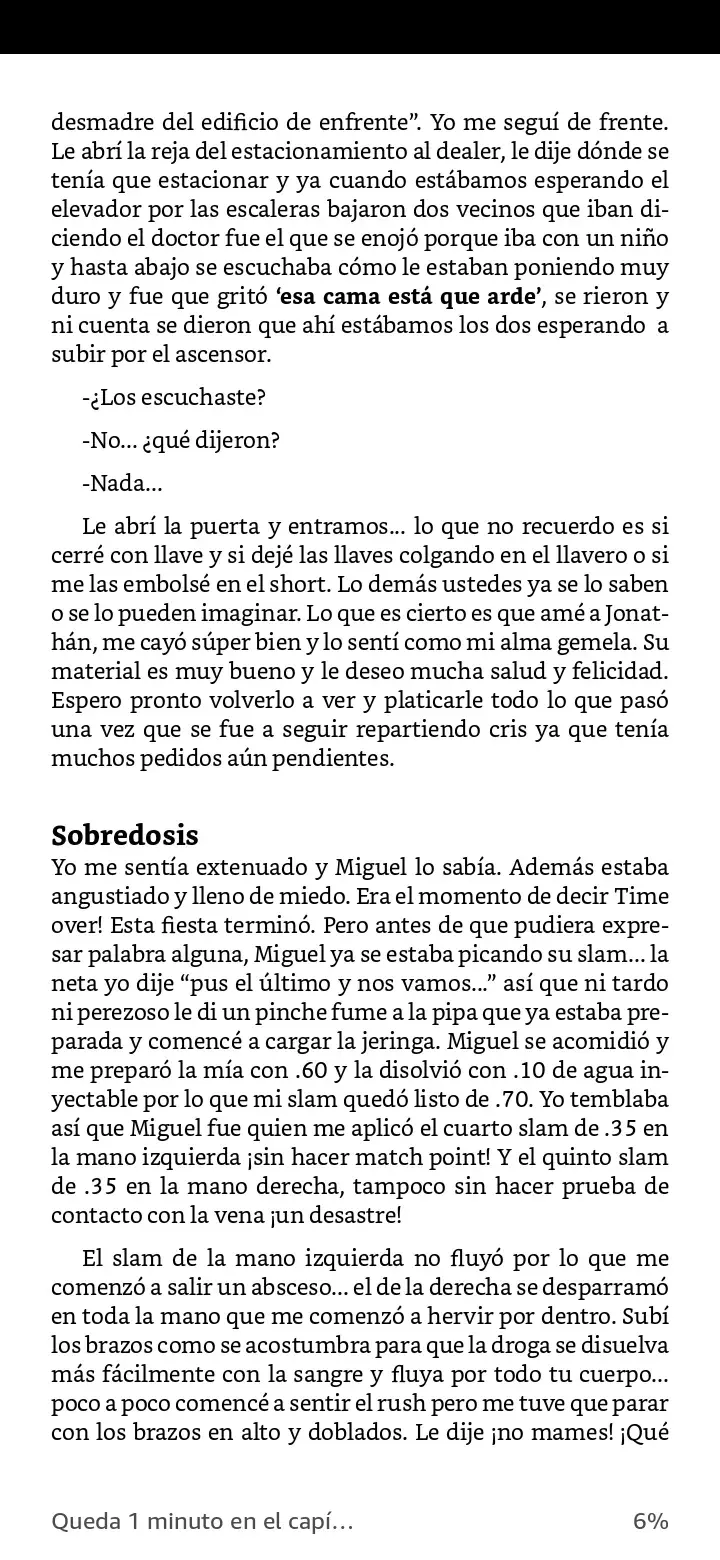 desmadre del edificio de enfrente”. Yo me seguí de frente.
Le abrí la reja del estacionamiento al dealer, le dije dónde se
tenía que estacionar y ya cuando estábamos esperando el
elevador por las escaleras bajaron dos vecinos que iban di-
ciendo el doctor fue el que se enojó porque iba con un niño
y hasta abajo se escuchaba cómo le estaban poniendo muy
duro y fue que gritó ‘esa cama está que arde’, se rieron y
ni cuenta se dieron que ahí estábamos los dos esperando a
subir por el ascensor.
-¿Los escuchaste?
-No... ¿qué dijeron?
-Nada...
Le abrí la puerta y entramos... lo que no recuerdo es si
cerré con llave y si dejé las llaves colgando en el llavero o si
me las embolsé en el short. Lo demás ustedes ya se lo saben
o se lo pueden imaginar. Lo que es cierto es que amé a Jonat-
hán, me cayó súper bien y lo sentí como mi alma gemela. Su
material es muy bueno y le deseo mucha salud y felicidad.
Espero pronto volverlo a ver y platicarle todo lo que pasó
una vez que se fue a seguir repartiendo cris ya que tenía
muchos pedidos aún pendientes.
Sobredosis
Yo me sentía extenuado y Miguel lo sabía. Además estaba
angustiado y lleno de miedo. Era el momento de decir Time
over! Esta fiesta terminó. Pero antes de que pudiera expre-
sar palabra alguna, Miguel ya se estaba picando su slam... la
neta yo dije “pus el último y nos vamos...” así que ni tardo
ni perezoso le di un pinche fume a la pipa que ya estaba pre-
parada y comencé a cargar la jeringa. Miguel se acomidió y
me preparó la mía con .60 y la disolvió con .10 de agua in-
yectable por lo que mi slam quedó listo de .70. Yo temblaba
así que Miguel fue quien me aplicó el cuarto slam de .35 en
la mano izquierda ¡sin hacer match point! Y el quinto slam
de .35 en la mano derecha, tampoco sin hacer prueba de
contacto con la vena ¡un desastre!
El slam de la mano izquierda no fluyó por lo que me
comenzó a salir un absceso... el de la derecha se desparramó
en toda la mano que me comenzó a hervir por dentro. Subí
los brazos como se acostumbra para que la droga se disuelva
más fácilmente con la sangre y fluya por todo tu cuerpo...
poco a poco comencé a sentir el rush pero me tuve que parar
con los brazos en alto y doblados. Le dije ¡no mames! ¡Qué
Queda 1 minuto en el capí...
6%